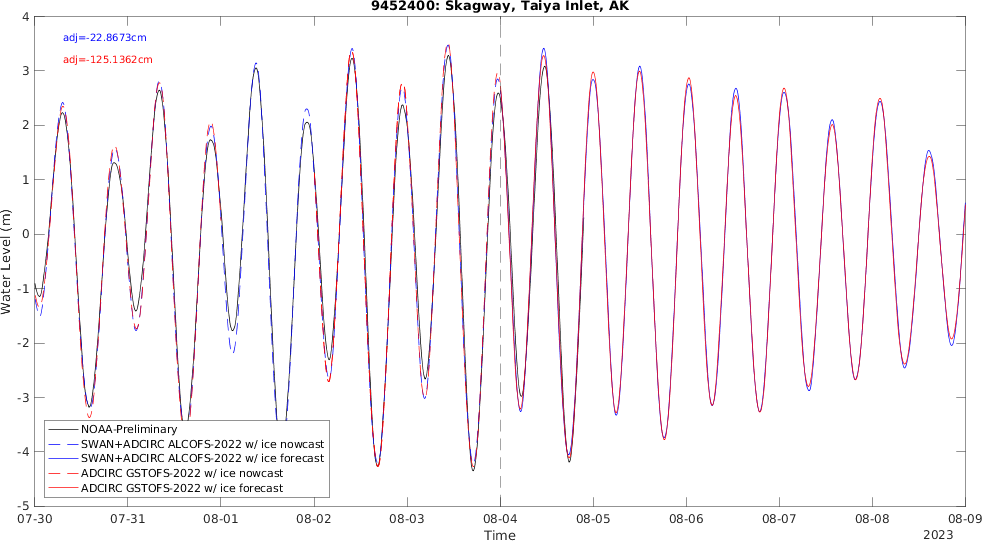 9452400: Skagway, Taiya Inlet, AK
adj=-22.8673cm
adj=-125.1362cm
4
3
2
1
0
-1
-2
-3
-4
-5
Water Level (m)
NOAA-Preliminary
SWAN+ADCIRC ALCOFS-2022 w/ ice nowcast
SWAN+ADCIRC ALCOFS-2022 w/ ice forecast
ADCIRC GSTOFS-2022 w/ ice nowcast
ADCIRC GSTOFS-2022 w/ ice forecast
07-30 07-31 08-01 08-02 08-03 08-04 08-05 08-06 08-07 08-08 08-09
Time
2023